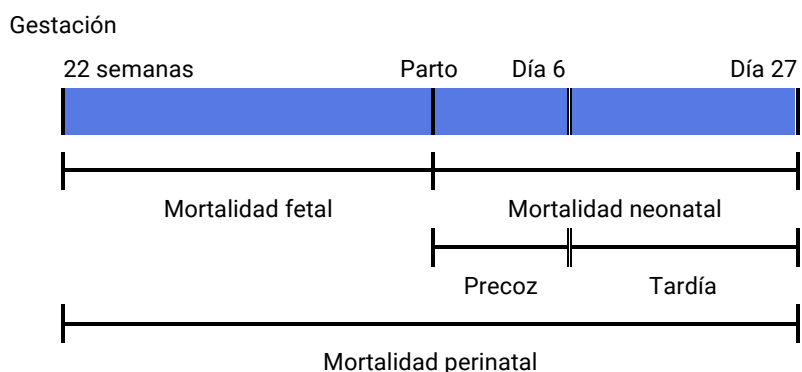 Gestación
22 semanas Parto Día 6 Día 27
Mortalidad fetal Mortalidad neonatal
Precoz Tardía
Mortalidad perinatal